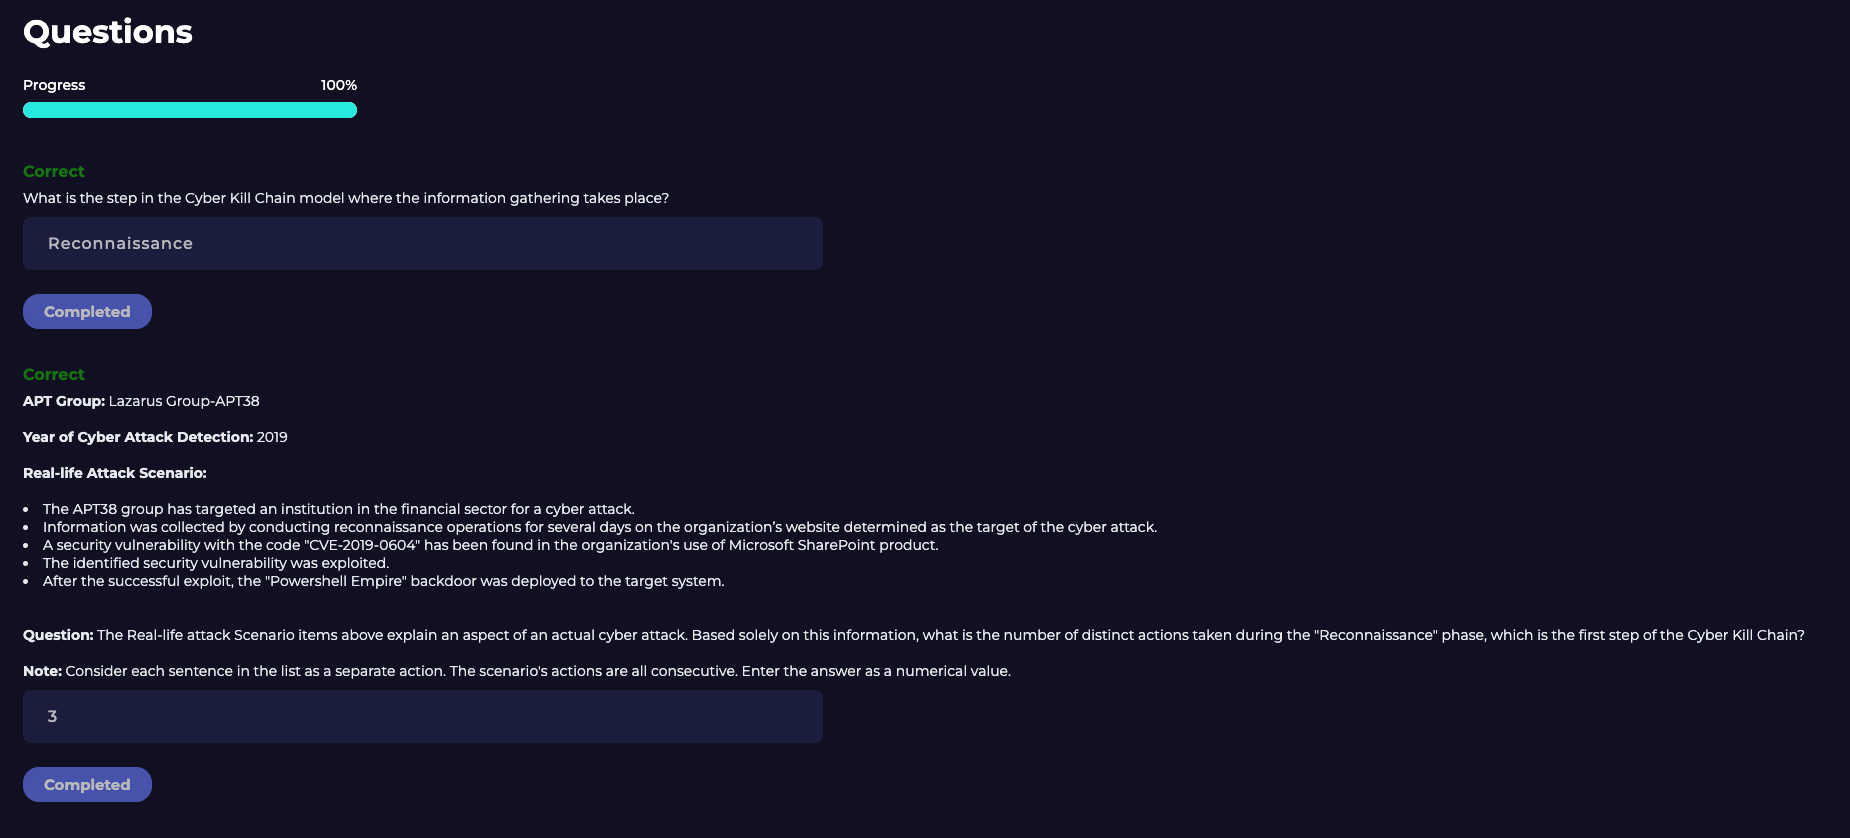 Questions
Progress 100%
Correct
What is the step in the Cyber Kill Chain model where the information gathering takes place?
Reconnaissance
Completed
Correct
APT Group: Lazarus Group-APT38
Year of Cyber Attack Detection: 2019
Real-life Attack Scenario:
• The APT38 group has targeted an institution in the financial sector for a cyber attack.
• Information was collected by conducting reconnaissance operations for several days on the organization’s website determined as the target of the cyber attack.
• A security vulnerability with the code "CVE-2019-0604" has been found in the organization's use of Microsoft SharePoint product.
• The identified security vulnerability was exploited.
• After the successful exploit, the "Powershell Empire" backdoor was deployed to the target system.
Question: The Real-life attack Scenario items above explain an aspect of an actual cyber attack. Based solely on this information, what is the number of distinct actions taken during the "Reconnaissance" phase, which is the first step of the Cyber Kill Chain?
Note: Consider each sentence in the list as a separate action. The scenario's actions are all consecutive. Enter the answer as a numerical value.
3
Completed